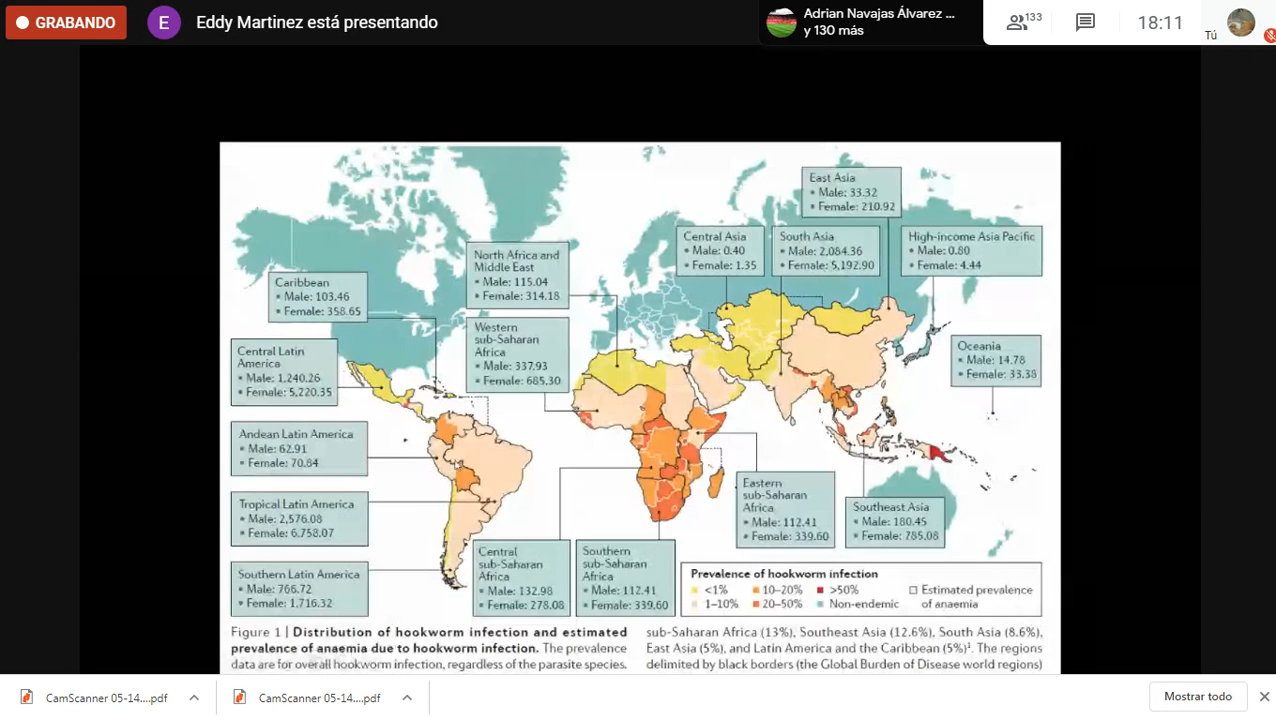 GRABANDO
E
Eddy Martinez está presentando
Adrian Navajas Álvarez ...
y 130 más
133
18:11
Tú
East Asia
▪ Male: 33.32
▪ Female: 210.92
Central Asia
▪ Male: 0.40
▪ Female: 1.35
South Asia
▪ Male: 2,084.36
▪ Female: 5,192.90
High-income Asia Pacific
▪ Male: 0.80
▪ Female: 4.44
North Africa and
Middle East
▪ Male: 115.04
▪ Female: 314.18
Caribbean
▪ Male: 103.46
▪ Female: 358.65
Western
sub-Saharan
Africa
▪ Male: 337.93
▪ Female: 685.30
Oceania
▪ Male: 14.78
▪ Female: 33.38
Central Latin
America
▪ Male: 1,240.26
▪ Female: 5,220.35
Andean Latin America
▪ Male: 62.91
▪ Female: 70.84
Tropical Latin America
▪ Male: 2,576.08
▪ Female: 6,758.07
Southern Latin America
▪ Male: 766.72
▪ Female: 1,716.32
Central
sub-Saharan
Africa
▪ Male: 132.98
▪ Female: 278.08
Southern
sub-Saharan
Africa
▪ Male: 112.41
▪ Female: 339.60
Eastern
sub-Saharan
Africa
▪ Male: 112.41
▪ Female: 339.60
Southeast Asia
▪ Male: 180.45
▪ Female: 785.08
Prevalence of hookworm infection
<1% 10–20% >50% Estimated prevalence
1–10% 20–50% Non-endemic of anaemia
Figure 1 | Distribution of hookworm infection and estimated
prevalence of anaemia due to hookworm infection. The prevalence
data are for overall hookworm infection, regardless of the parasite species.
sub-Saharan Africa (13%), Southeast Asia (12.6%), South Asia (8.6%),
East Asia (5%), and Latin America and the Caribbean (5%)¹. The regions
delimited by black borders (the Global Burden of Disease world regions)
CamScanner 05-14....pdf
CamScanner 05-14....pdf
Mostrar todo